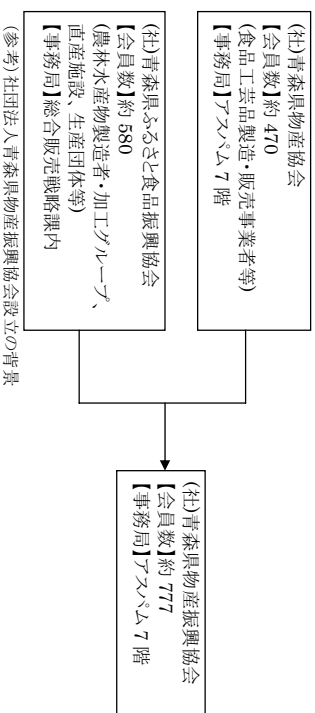 (社)青森県物産協会
【会員数】約 470
(食品工芸品製造・販売事業者等)
【事務局】アスパム 7 階
(社)青森県ふるさと食品振興協会
【会員数】約 580
(農林水産物製造者・加工グループ、
直産施設 生産団体等)
【事務局】総合販売戦略課内
(社)青森県物産振興協会
【会員数】約 777
【事務局】アスパム 7 階
(参考)社団法人青森県物産振興協会設立の背景